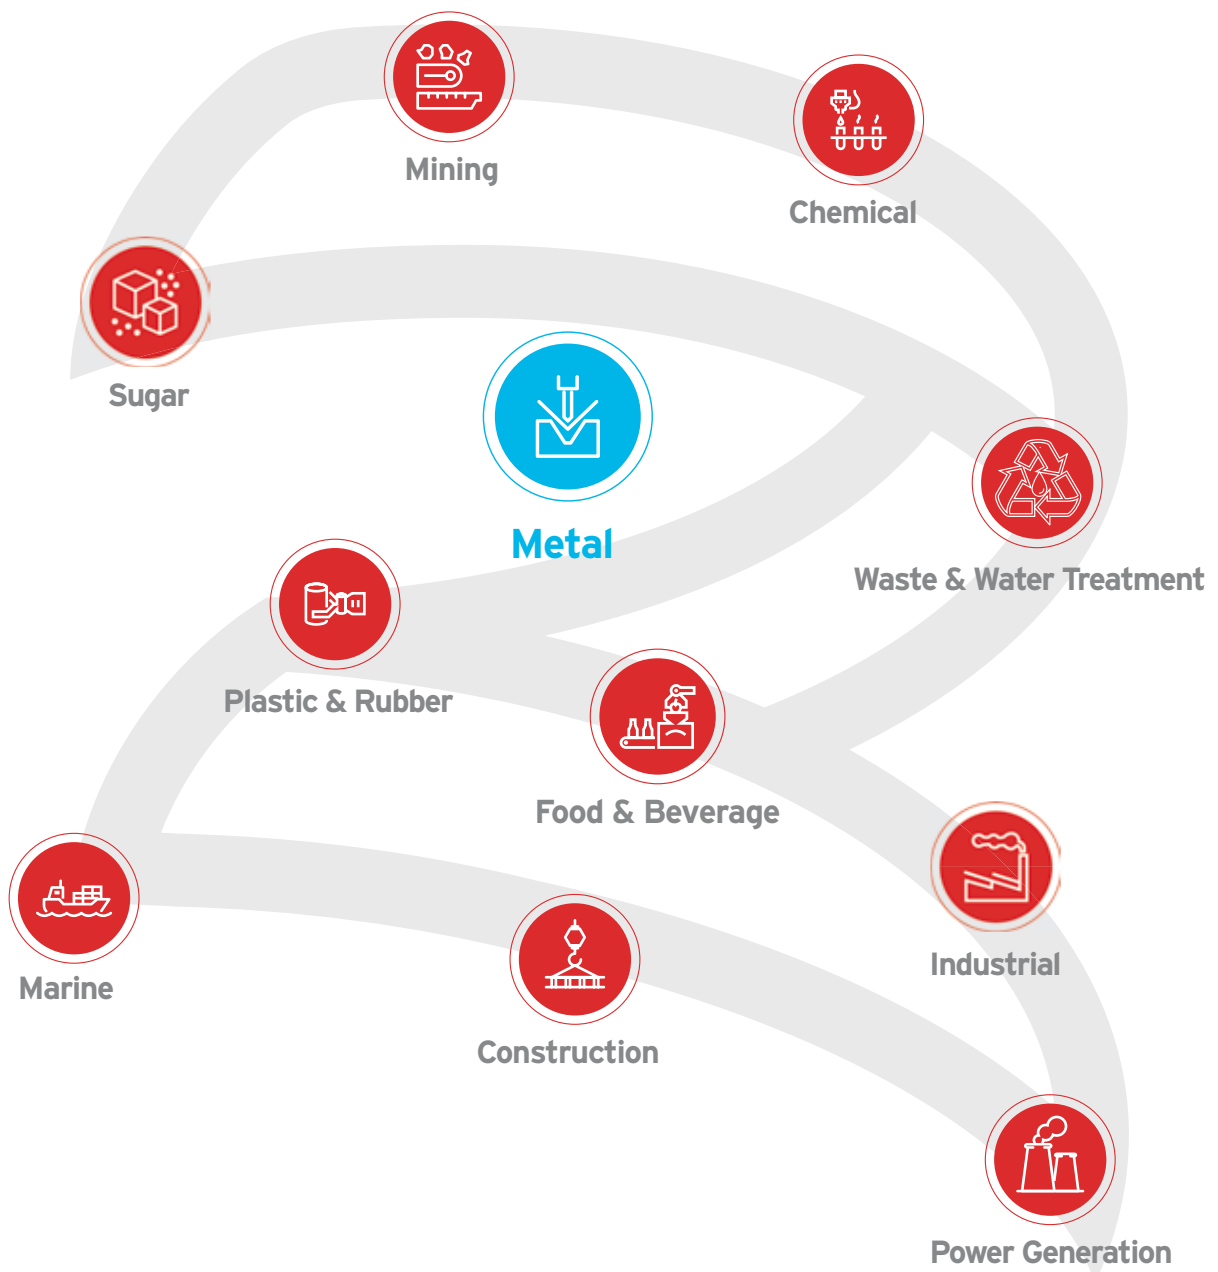 Mining
Chemical
Sugar
Metal
Waste & Water Treatment
Plastic & Rubber
Food & Beverage
Industrial
Marine
Construction
Power Generation